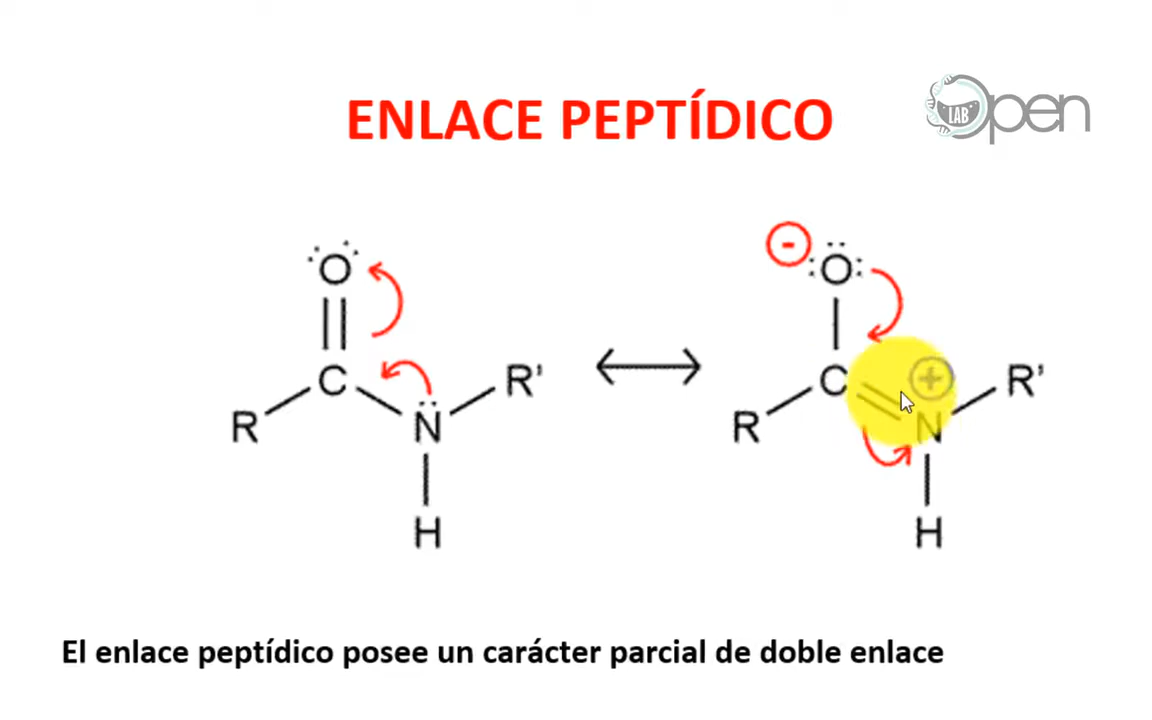 ENLACE PEPTÍDICO
LAB Open
O
C
R
N
R'
H
-
O
C
+
R
N
R'
H
El enlace peptídico posee un carácter parcial de doble enlace